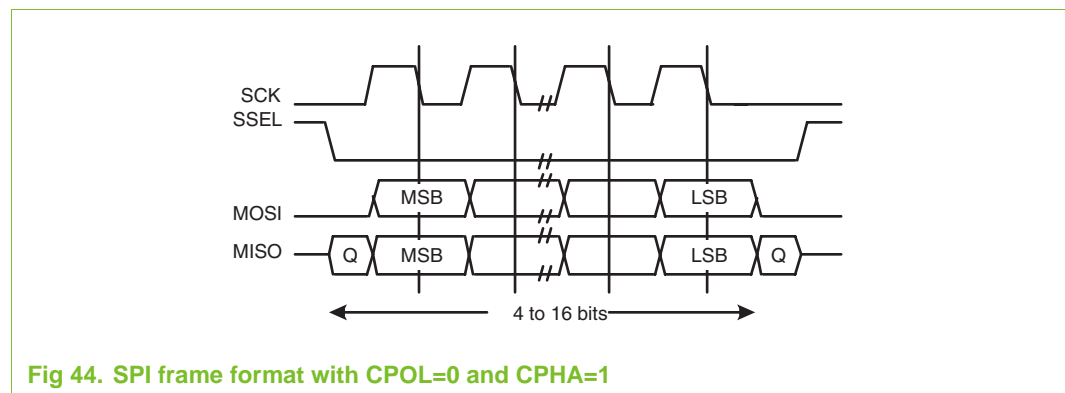 SCK
SSEL
MSB LSB
MOSI
MISO Q MSB LSB Q
4 to 16 bits
Fig 44. SPI frame format with CPOL=0 and CPHA=1